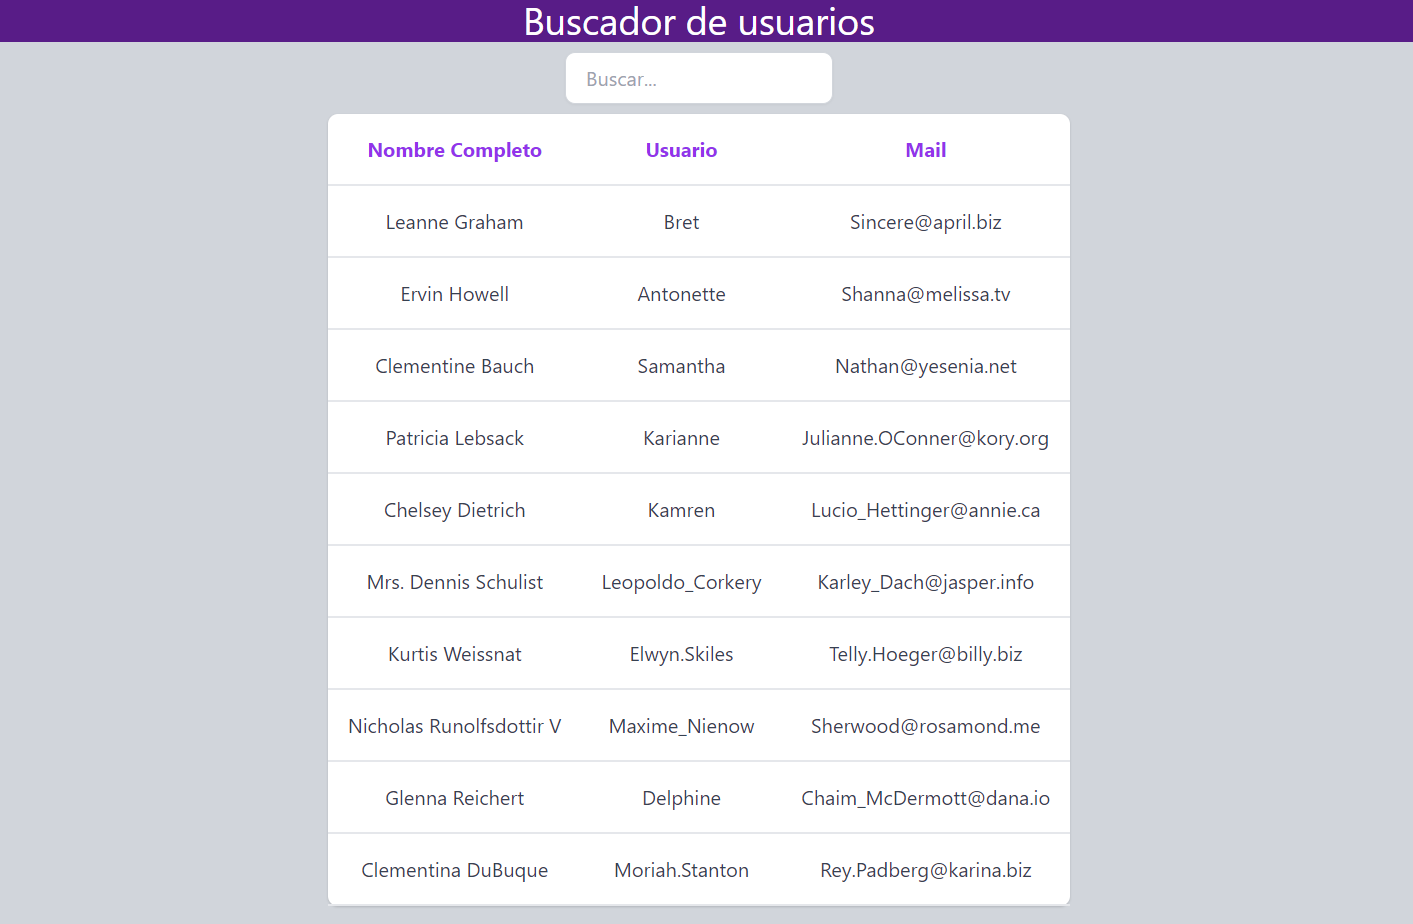 Buscador de usuarios
Buscar...
Nombre Completo Usuario Mail
Leanne Graham Bret Sincere@april.biz
Ervin Howell Antonette Shanna@melissa.tv
Clementine Bauch Samantha Nathan@yesenia.net
Patricia Lebsack Karianne Julianne.OConner@kory.org
Chelsey Dietrich Kamren Lucio_Hettinger@annie.ca
Mrs. Dennis Schulist Leopoldo_Corkery Karley_Dach@jasper.info
Kurtis Weissnat Elwyn.Skiles Telly.Hoeger@billy.biz
Nicholas Runolfsdottir V Maxime_Nienow Sherwood@rosamond.me
Glenna Reichert Delphine Chaim_McDermott@dana.io
Clementina DuBuque Moriah.Stanton Rey.Padberg@karina.biz